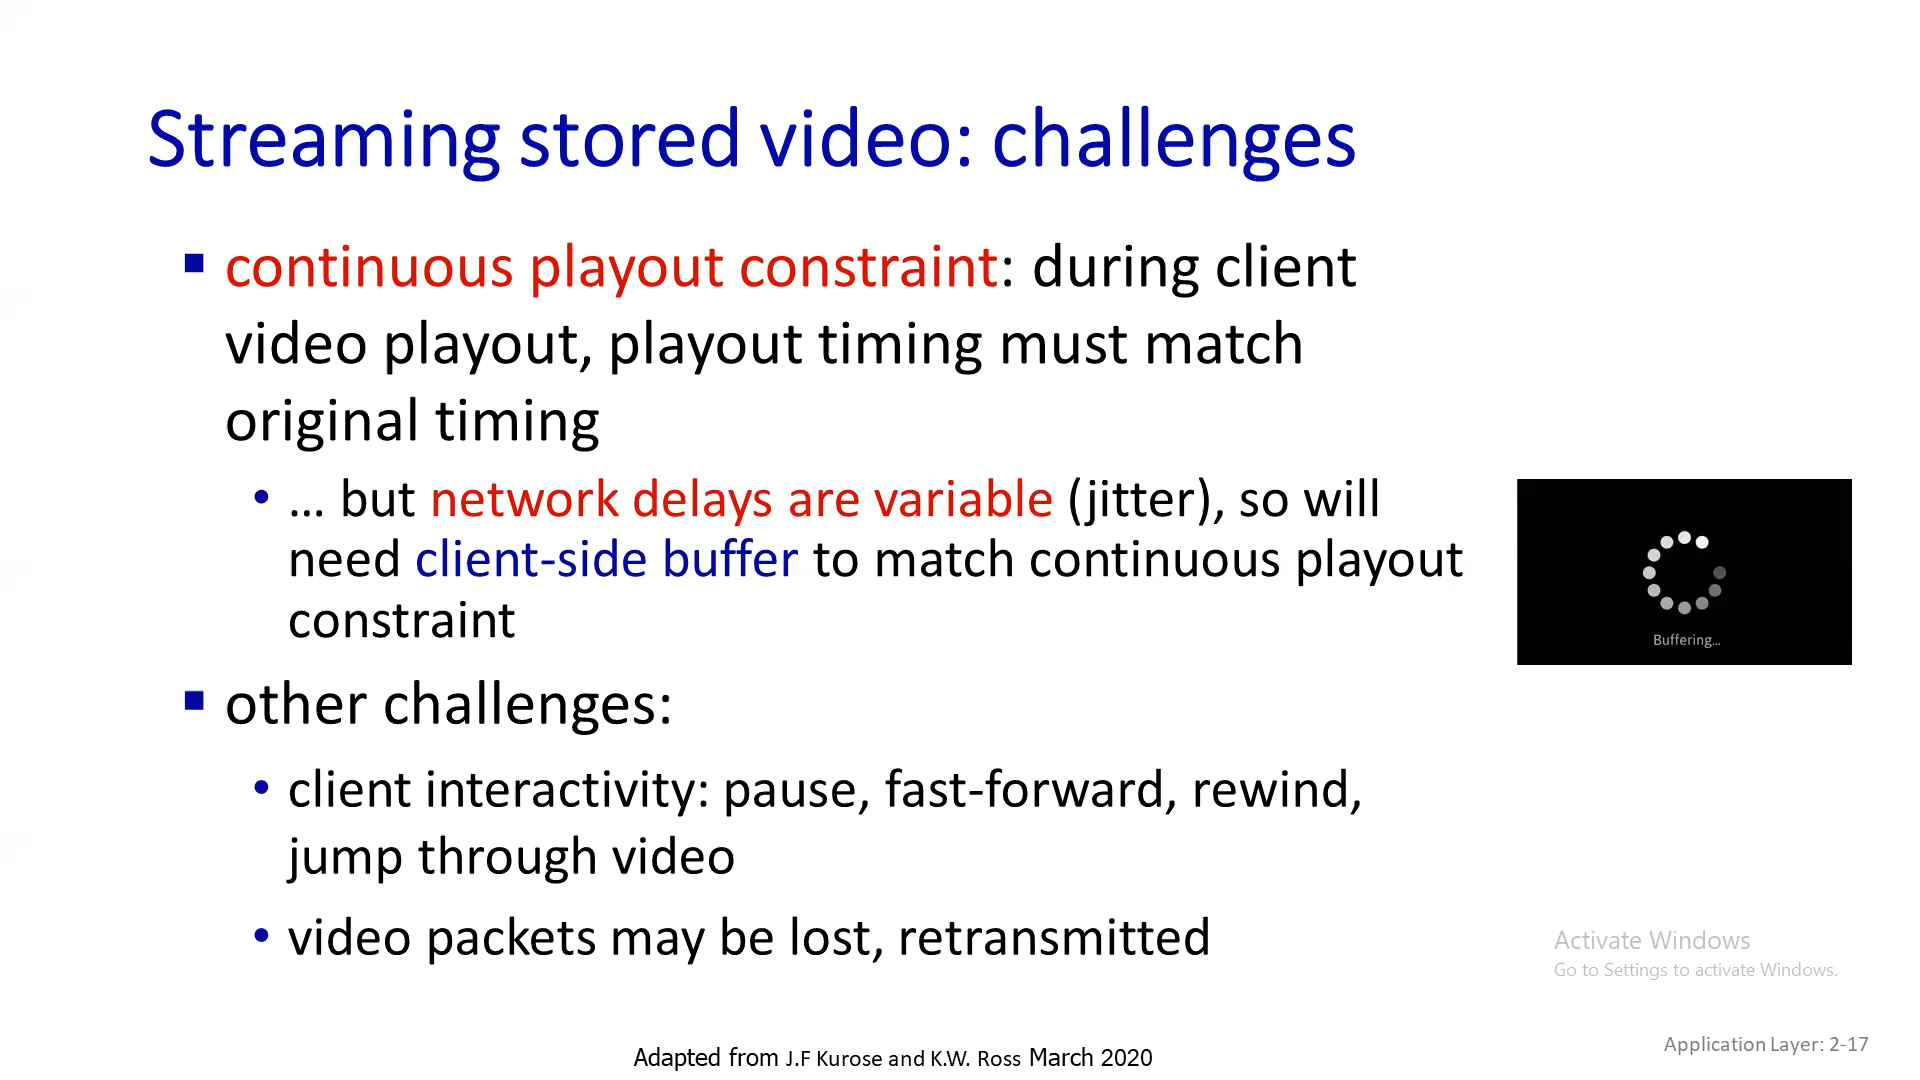 Streaming stored video: challenges
▪ continuous playout constraint: during client
video playout, playout timing must match
original timing
• … but network delays are variable (jitter), so will
need client-side buffer to match continuous playout
constraint
Buffering...
▪ other challenges:
• client interactivity: pause, fast-forward, rewind,
jump through video
• video packets may be lost, retransmitted
Activate Windows
Go to Settings to activate Windows.
Application Layer: 2-17
Adapted from J.F Kurose and K.W. Ross March 2020